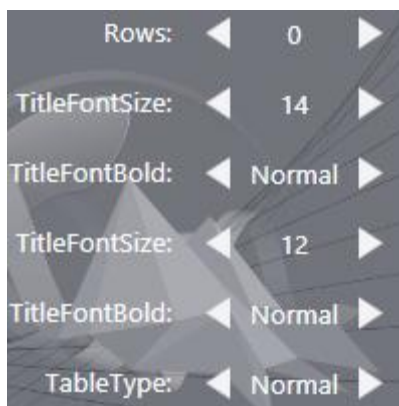 Rows: 0
TitleFontSize: 14
TitleFontBold: Normal
TitleFontSize: 12
TitleFontBold: Normal
TableType: Normal